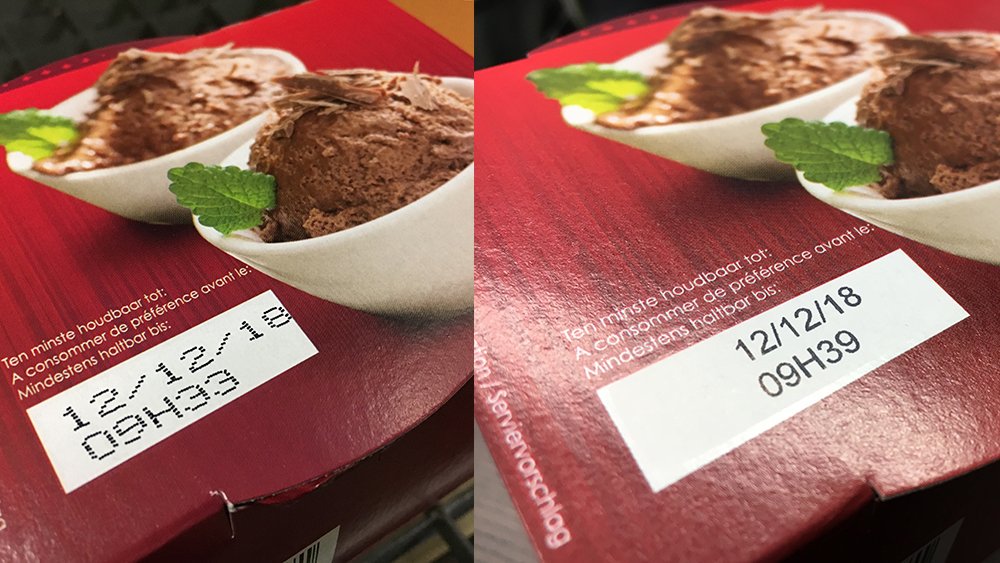 Ten minste houdbaar tot:
A consommer de préférence avant le:
Mindestens haltbar bis:
12/12/18
09H33
Ten minste houdbaar tot:
A consommer de préférence avant le:
Mindestens haltbar bis:
12/12/18
09H39
/ Serviervorschlag